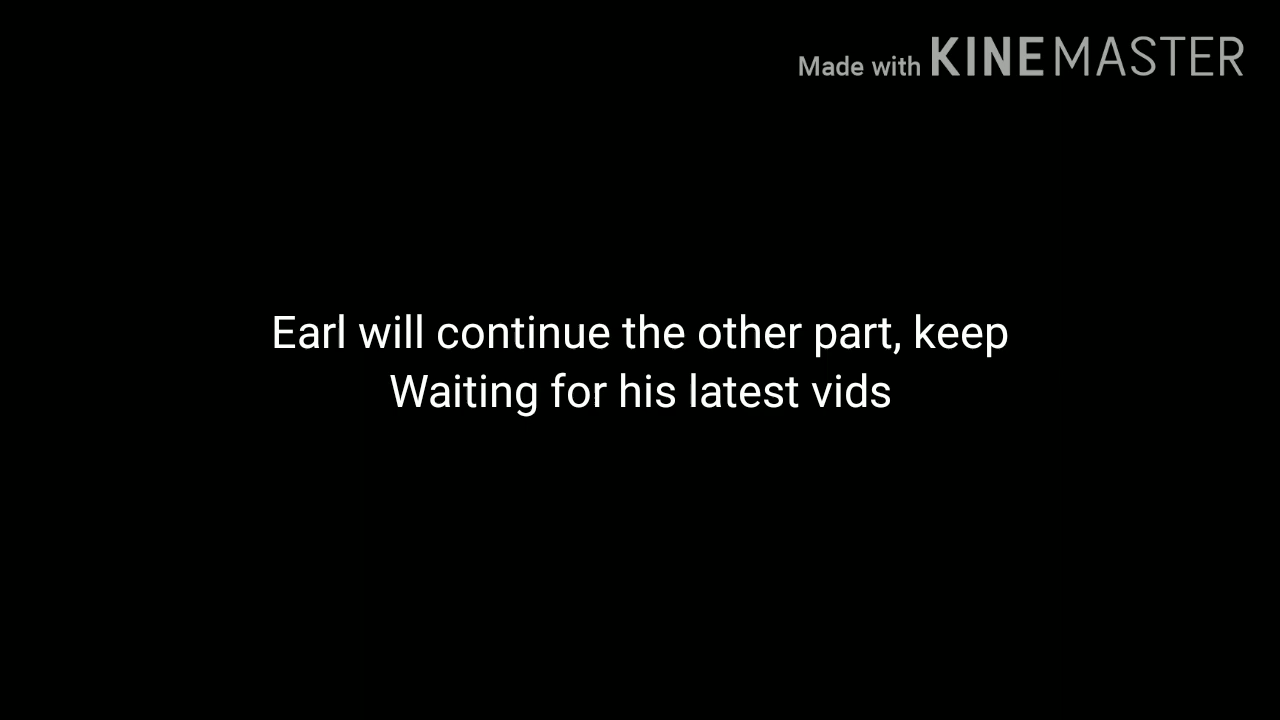 Made with KINEMASTER
Earl will continue the other part, keep
Waiting for his latest vids